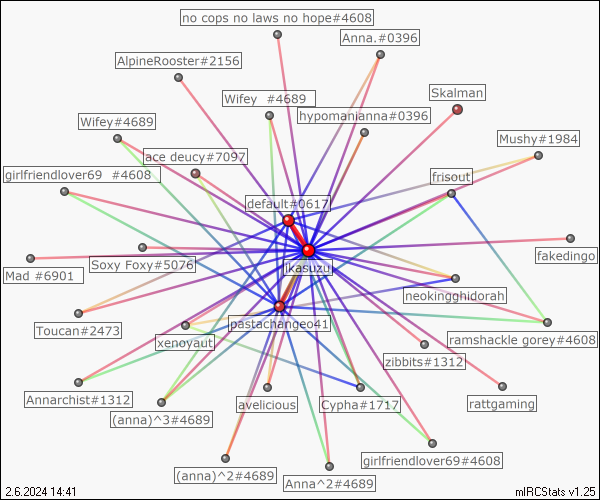 no cops no laws no hope#4608
Anna.#0396
AlpineRooster#2156
Skalman
Wifey  #4689
hypomanianna#0396
Wifey#4689
Mushy#1984
ace deucy#7097
girlfriendlover69  #4608
frisout
default#0617
fakedingo
Soxy Foxy#5076
ikasuzu
Mad #6901
neokingghidorah
Toucan#2473
pastachangeo41
xenoyaut
ramshackle gorey#4608
zibbits#1312
Annarchist#1312
avelicious
Cypha#1717
rattgaming
(anna)^3#4689
girlfriendlover69#4608
(anna)^2#4689
Anna^2#4689
2.6.2024 14:41
mIRCStats v1.25